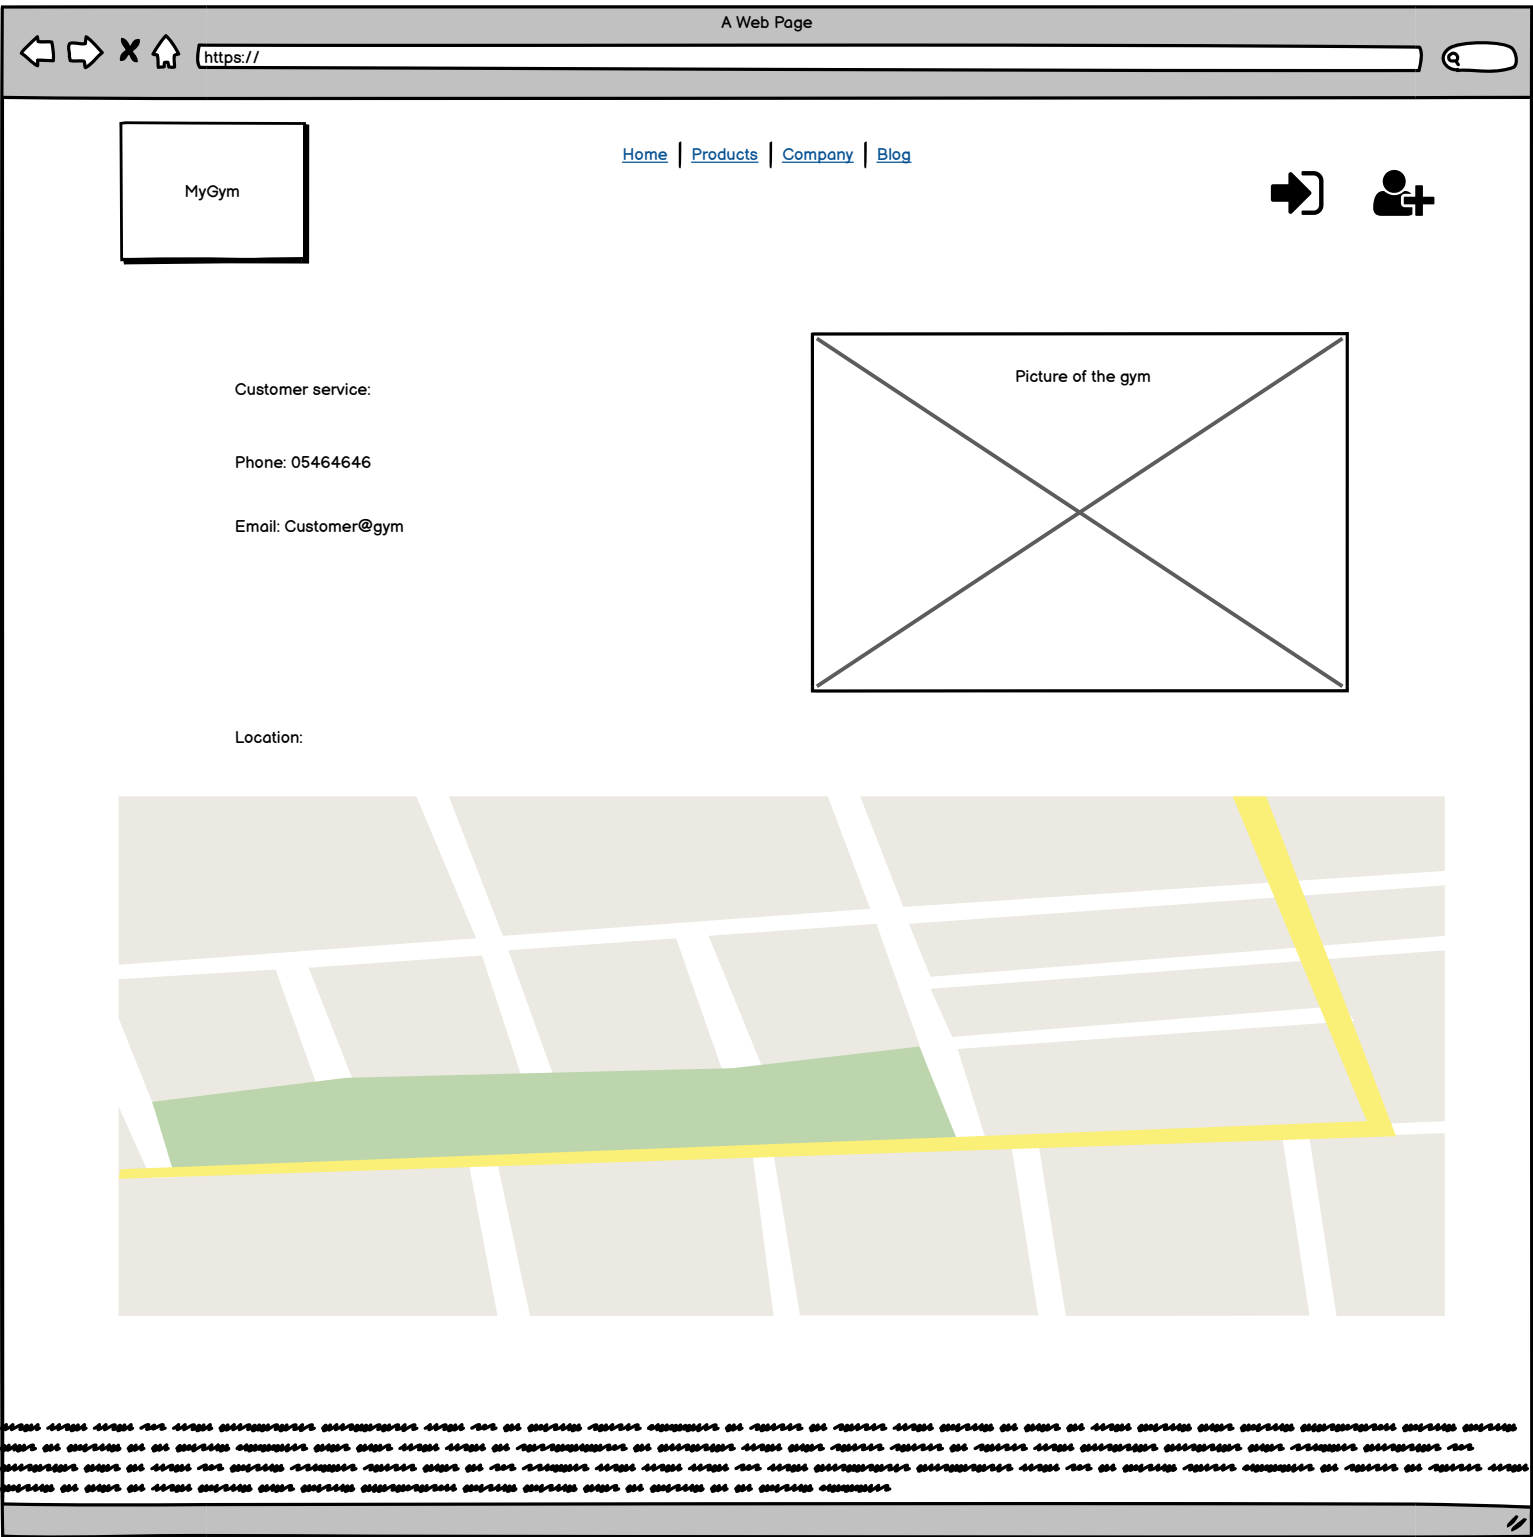 A Web Page
https://
Home Products Company Blog
MyGym
Picture of the gym
Customer service:
Phone: 05464646
Email: Customer@gym
Location: